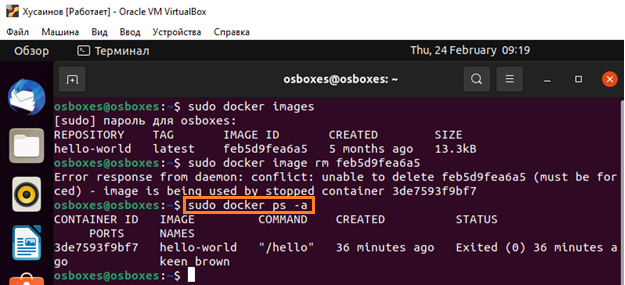 Хусаинов [Работает] - Oracle VM VirtualBox
Файл Машина Вид Ввод Устройства Справка
Обзор Терминал Thu, 24 February 09:19
osboxes@osboxes: ~
osboxes@osboxes:~$ sudo docker images
[sudo] пароль для osboxes:
REPOSITORY TAG IMAGE ID CREATED SIZE
hello-world latest feb5d9fea6a5 5 months ago 13.3kB
osboxes@osboxes:~$ sudo docker image rm feb5d9fea6a5
Error response from daemon: conflict: unable to delete feb5d9fea6a5 (must be for
ced) - image is being used by stopped container 3de7593f9bf7
osboxes@osboxes:~$ sudo docker ps -a
CONTAINER ID IMAGE COMMAND CREATED STATUS
PORTS NAMES
3de7593f9bf7 hello-world "/hello" 36 minutes ago Exited (0) 36 minutes a
go keen brown
osboxes@osboxes:~$